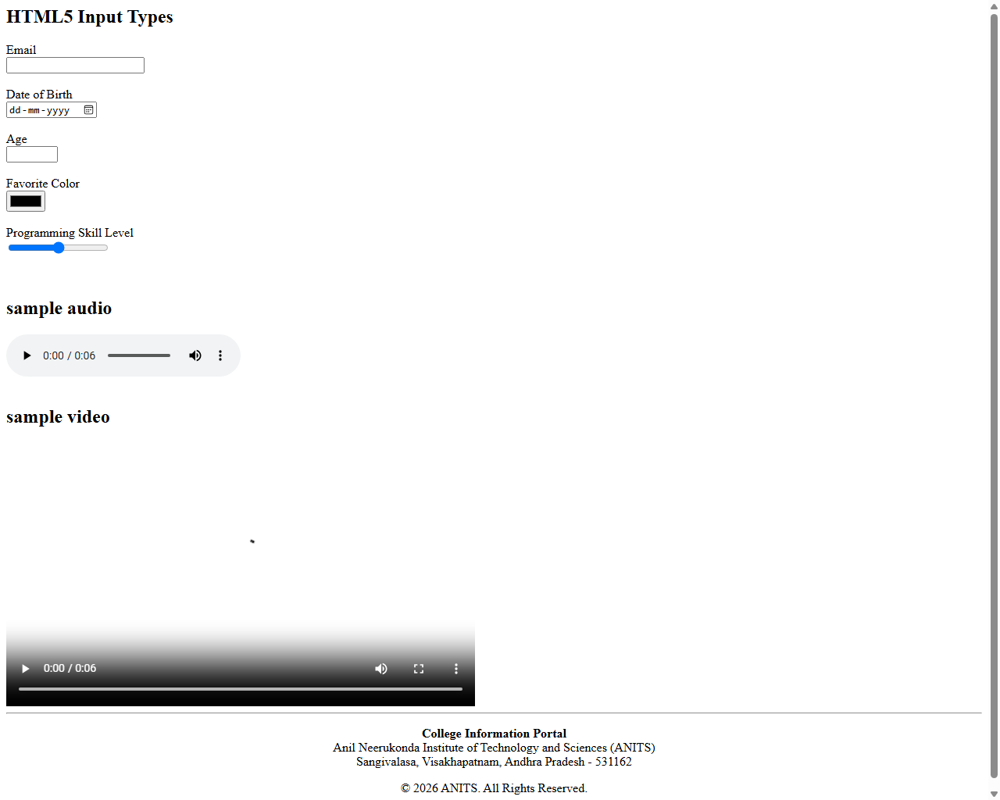 HTML5 Input Types
Email
Date of Birth
dd-mm-yyyy
Age
Favorite Color
Programming Skill Level
sample audio
0:00 / 0:06
sample video
0:00 / 0:06
College Information Portal
Anil Neerukonda Institute of Technology and Sciences (ANITS)
Sangivalasa, Visakhapatnam, Andhra Pradesh - 531162
© 2026 ANITS. All Rights Reserved.